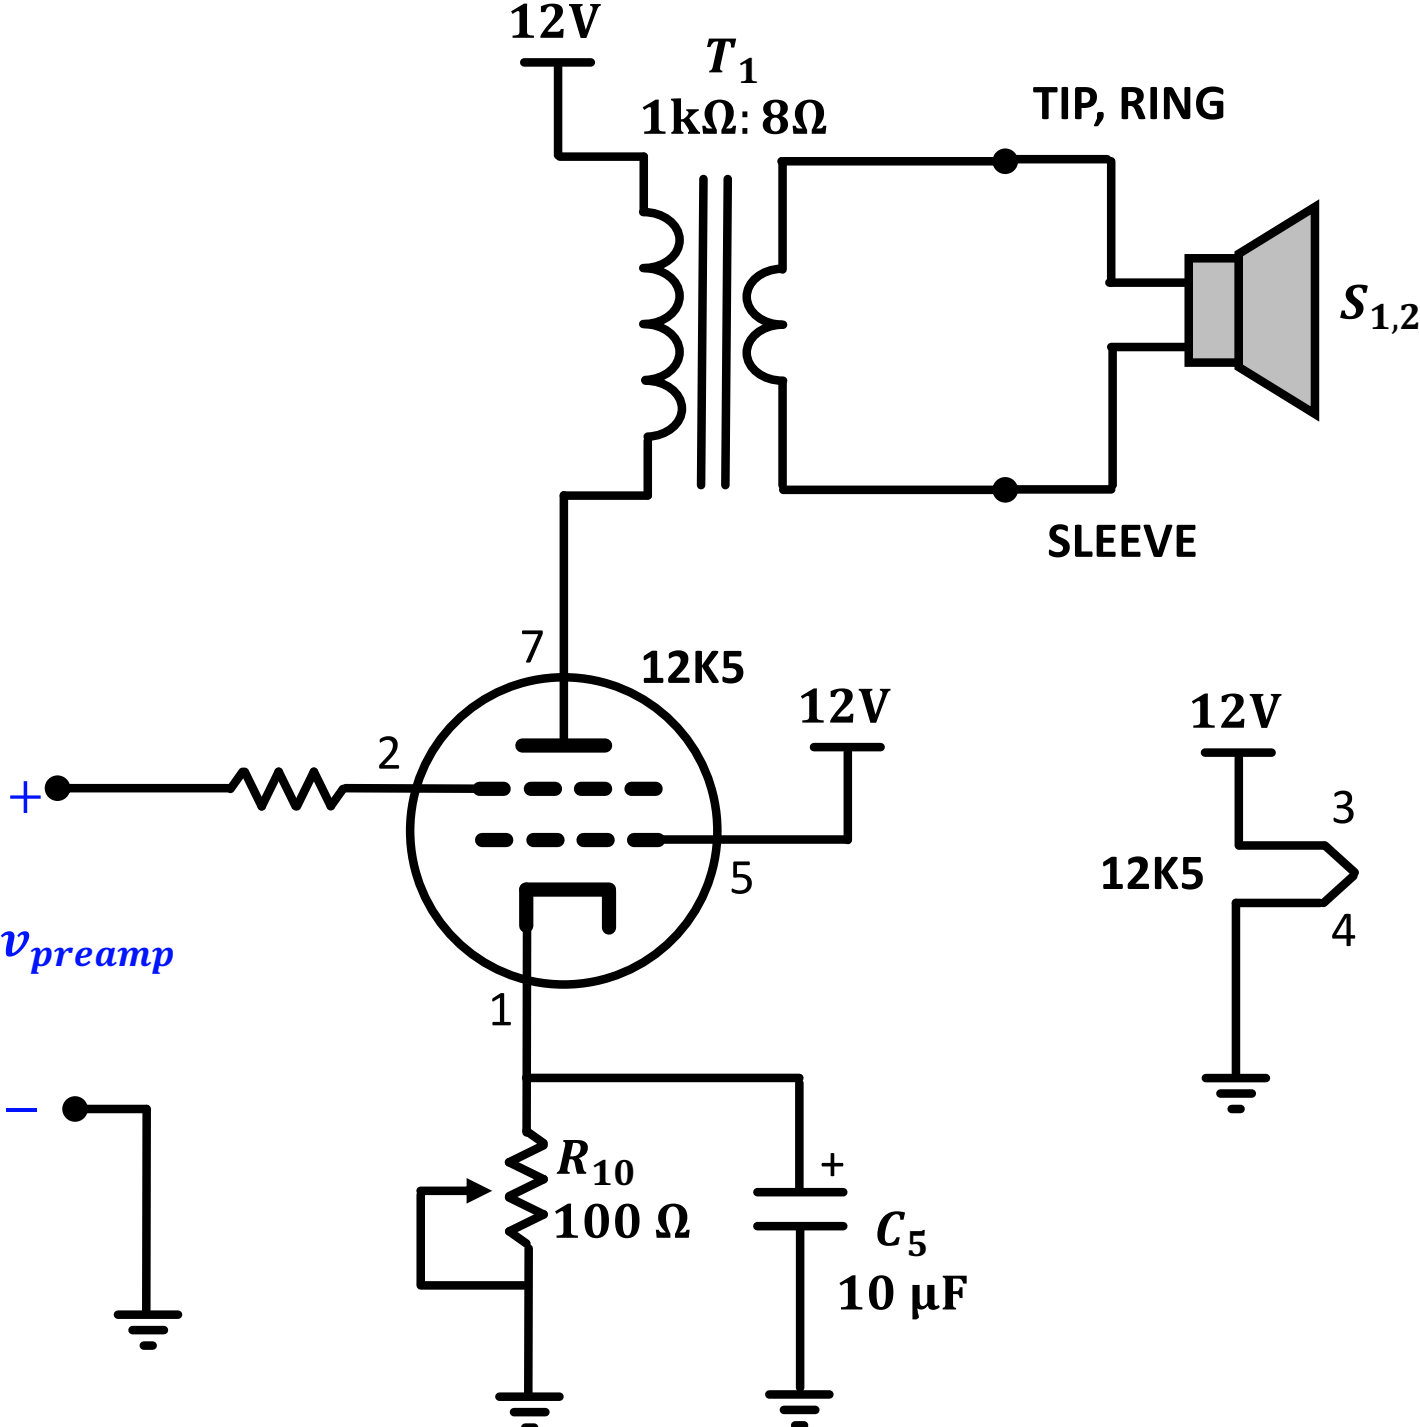 12V
T1
1kΩ: 8Ω
TIP, RING
S1,2
SLEEVE
7
12K5
2
12V
12V
+
3
5
12K5
4
vpreamp
1
−
R10
100 Ω
+
C5
10 μF